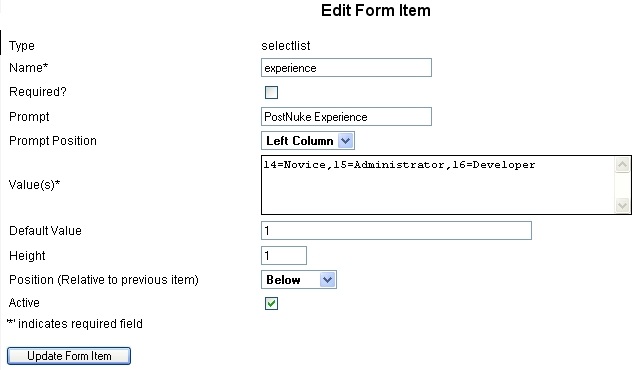 Edit Form Item
Type selectlist
Name* experience
Required?
Prompt PostNuke Experience
Prompt Position Left Column
Value(s)* 14=Novice,15=Administrator,16=Developer
Default Value 1
Height 1
Position (Relative to previous item) Below
Active
'*' indicates required field
Update Form Item